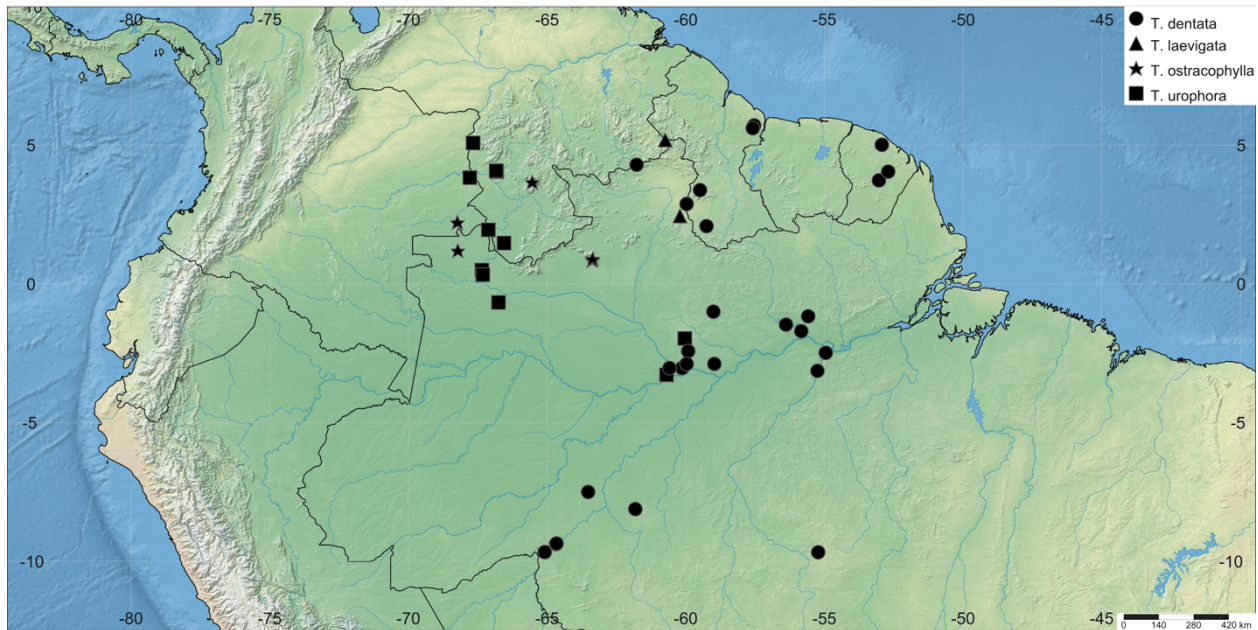 10 -80 -75 -70 -65 -60 -55 -50 -45
T. dentata
T. laevigata
T. ostracophylla
T. urophora
5 5
0 0
-5 -5
-10 -10
-80 -75 -70 -65 -60 -55 -50 -45
0 140 280 420 km